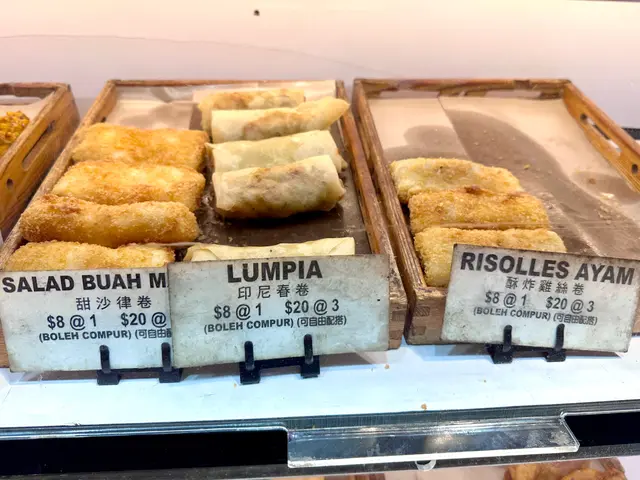 SALAD BUAH M
甜沙律卷
$8 @ 1 $20 @
(BOLEH COMPUR) (可自由配
LUMPIA
印尼春卷
$8 @ 1 $20 @ 3
(BOLEH COMPUR) (可自由配搭)
RISOLLES AYAM
酥炸雞絲卷
$8 @ 1 $20 @ 3
(BOLEH COMPUR) (可自由配搭)